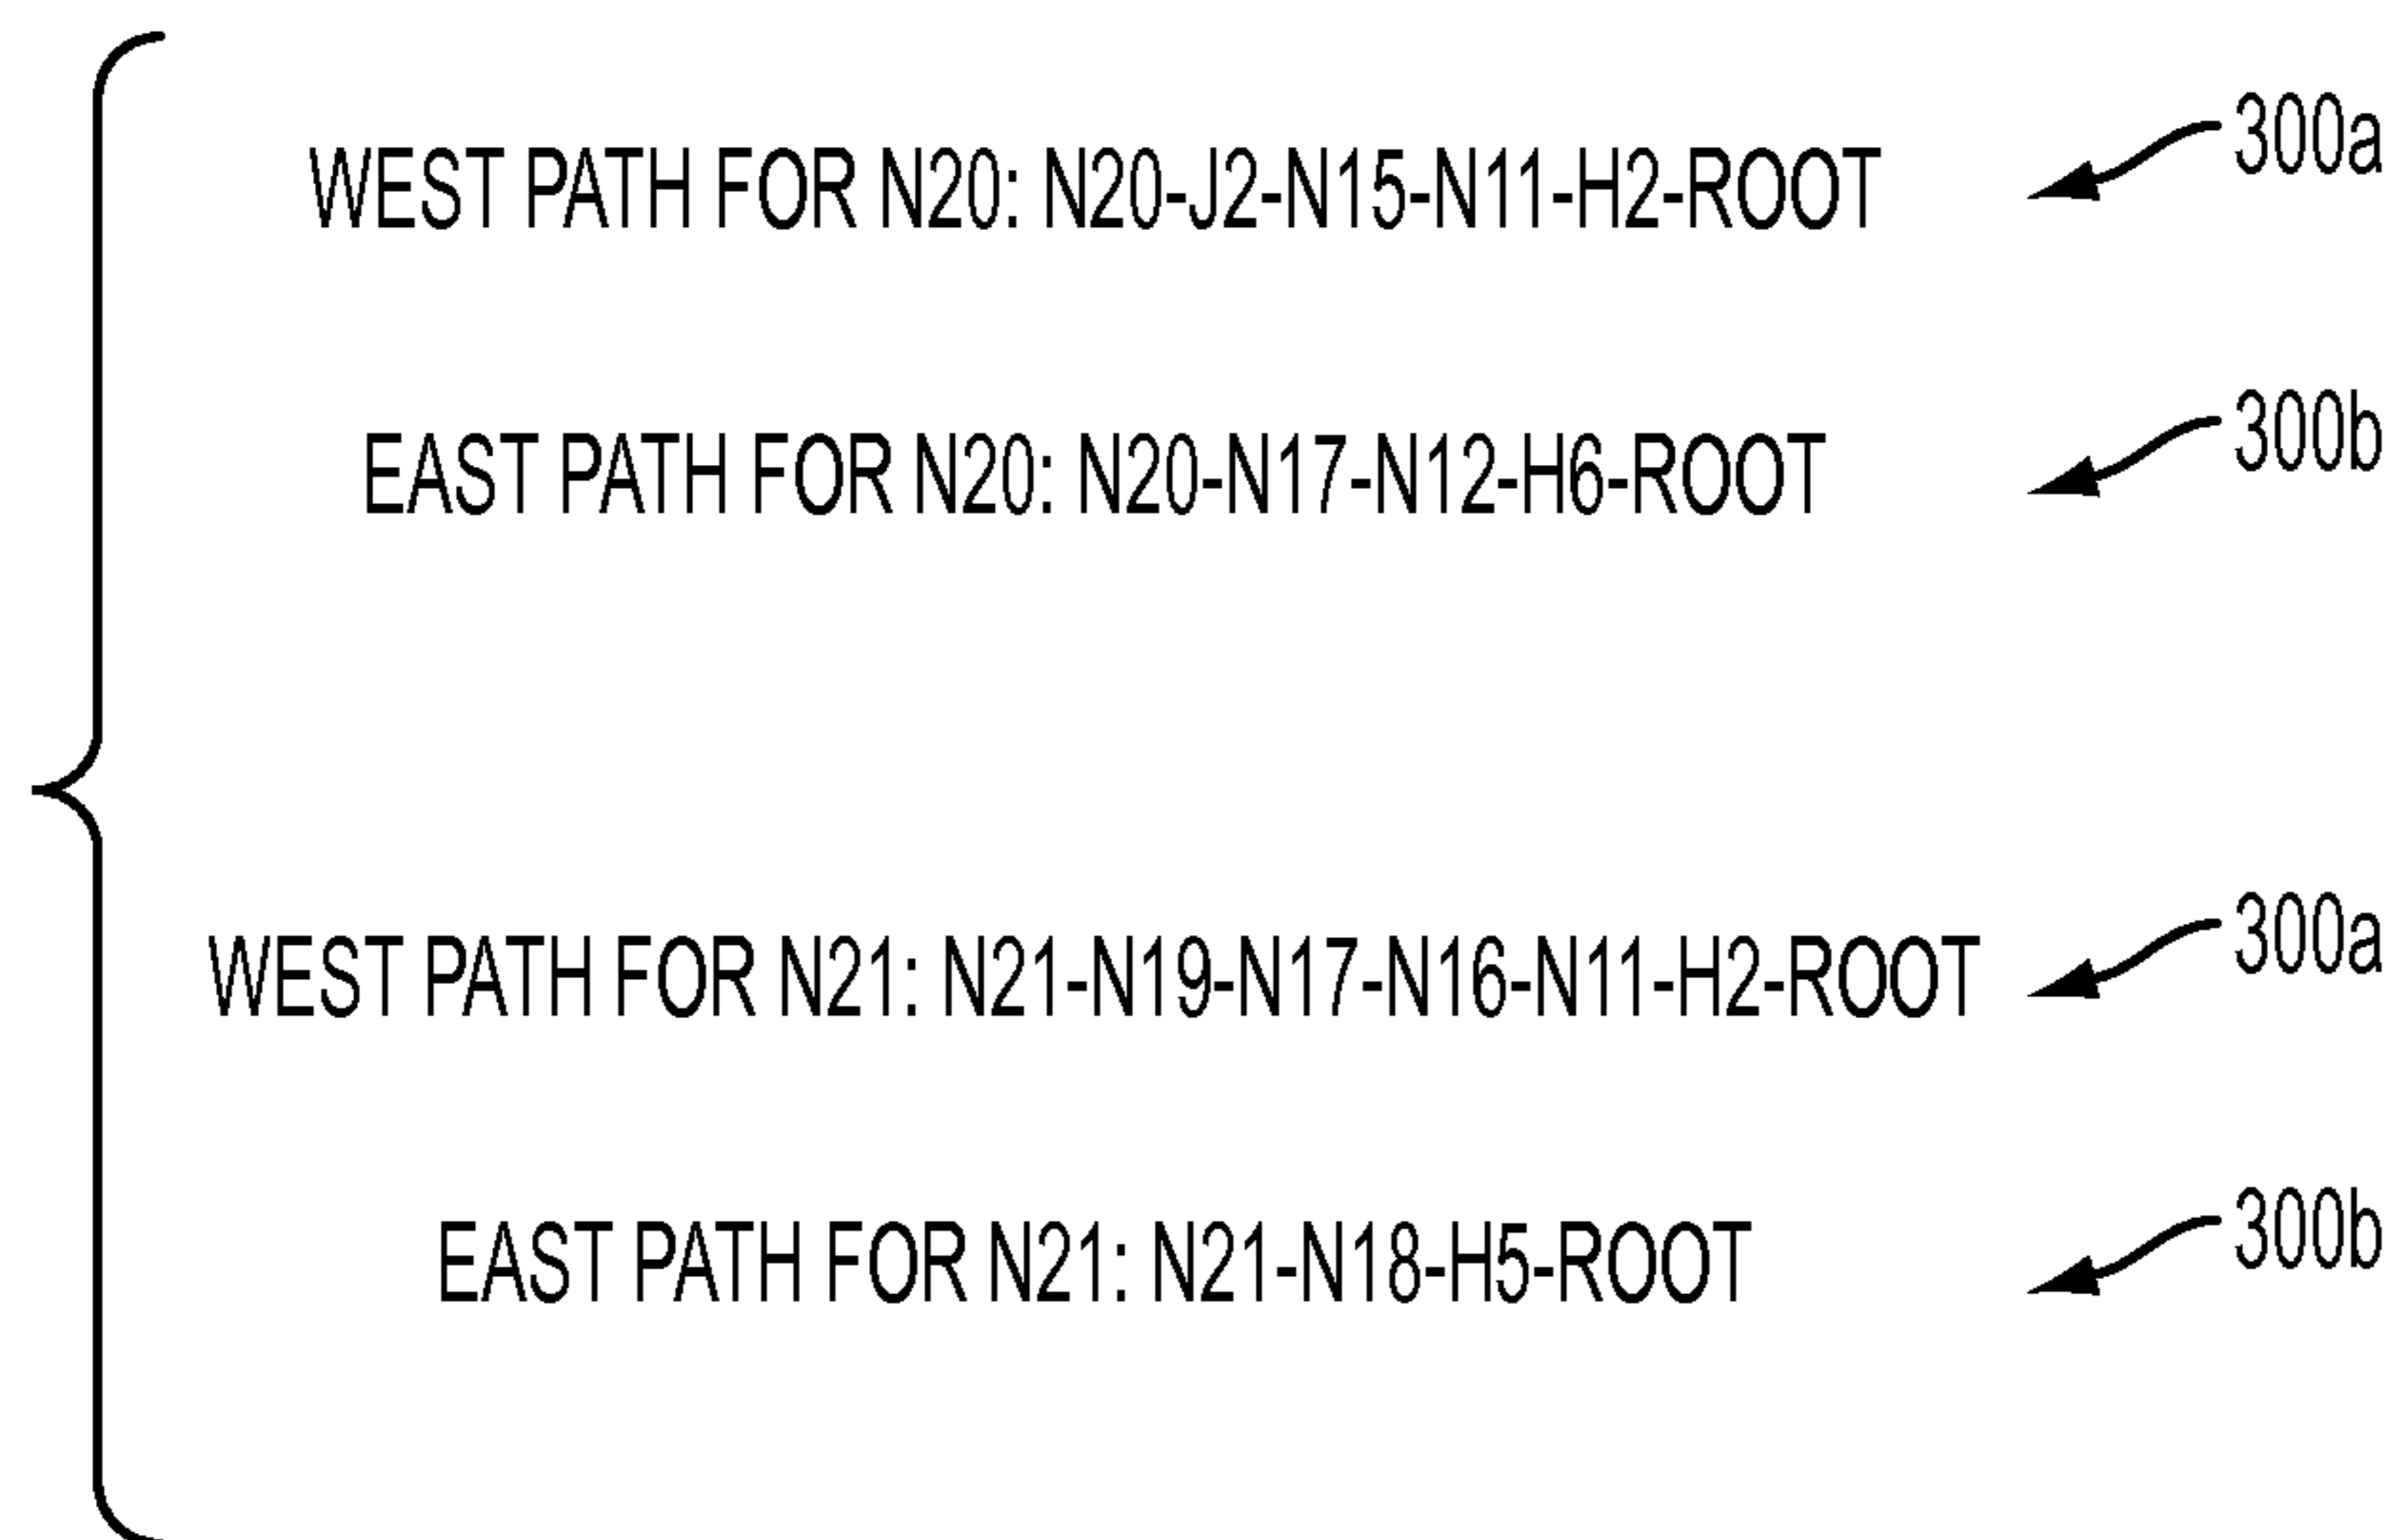 WEST PATH FOR N20: N20-J2-N15-N11-H2-ROOT 300a
EAST PATH FOR N20: N20-N17-N12-H6-ROOT 300b
WEST PATH FOR N21: N21-N19-N17-N16-N11-H2-ROOT 300a
EAST PATH FOR N21: N21-N18-H5-ROOT 300b